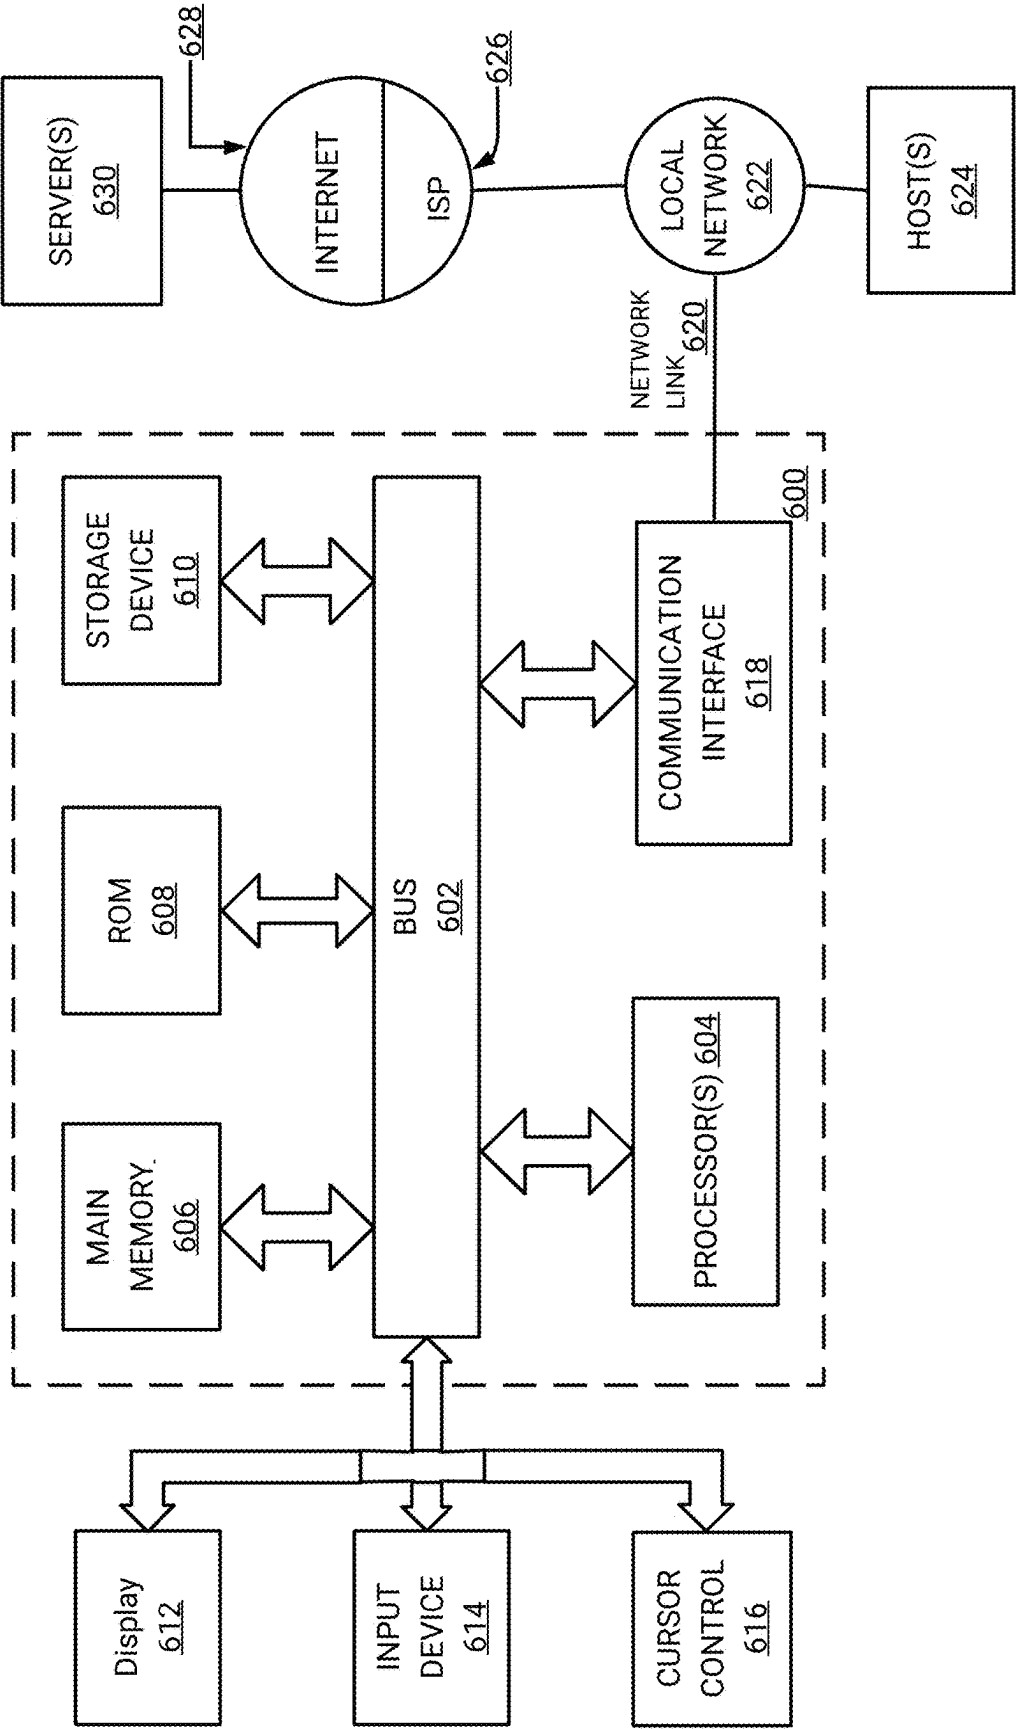 MAIN
MEMORY.
606
ROM
608
STORAGE
DEVICE
610
SERVER(S)
630
628
Display
612
INTERNET
ISP
626
INPUT
DEVICE
614
BUS
602
CURSOR
CONTROL
616
PROCESSOR(S) 604
COMMUNICATION
INTERFACE
618
600
NETWORK
LINK 620
LOCAL
NETWORK
622
HOST(S)
624